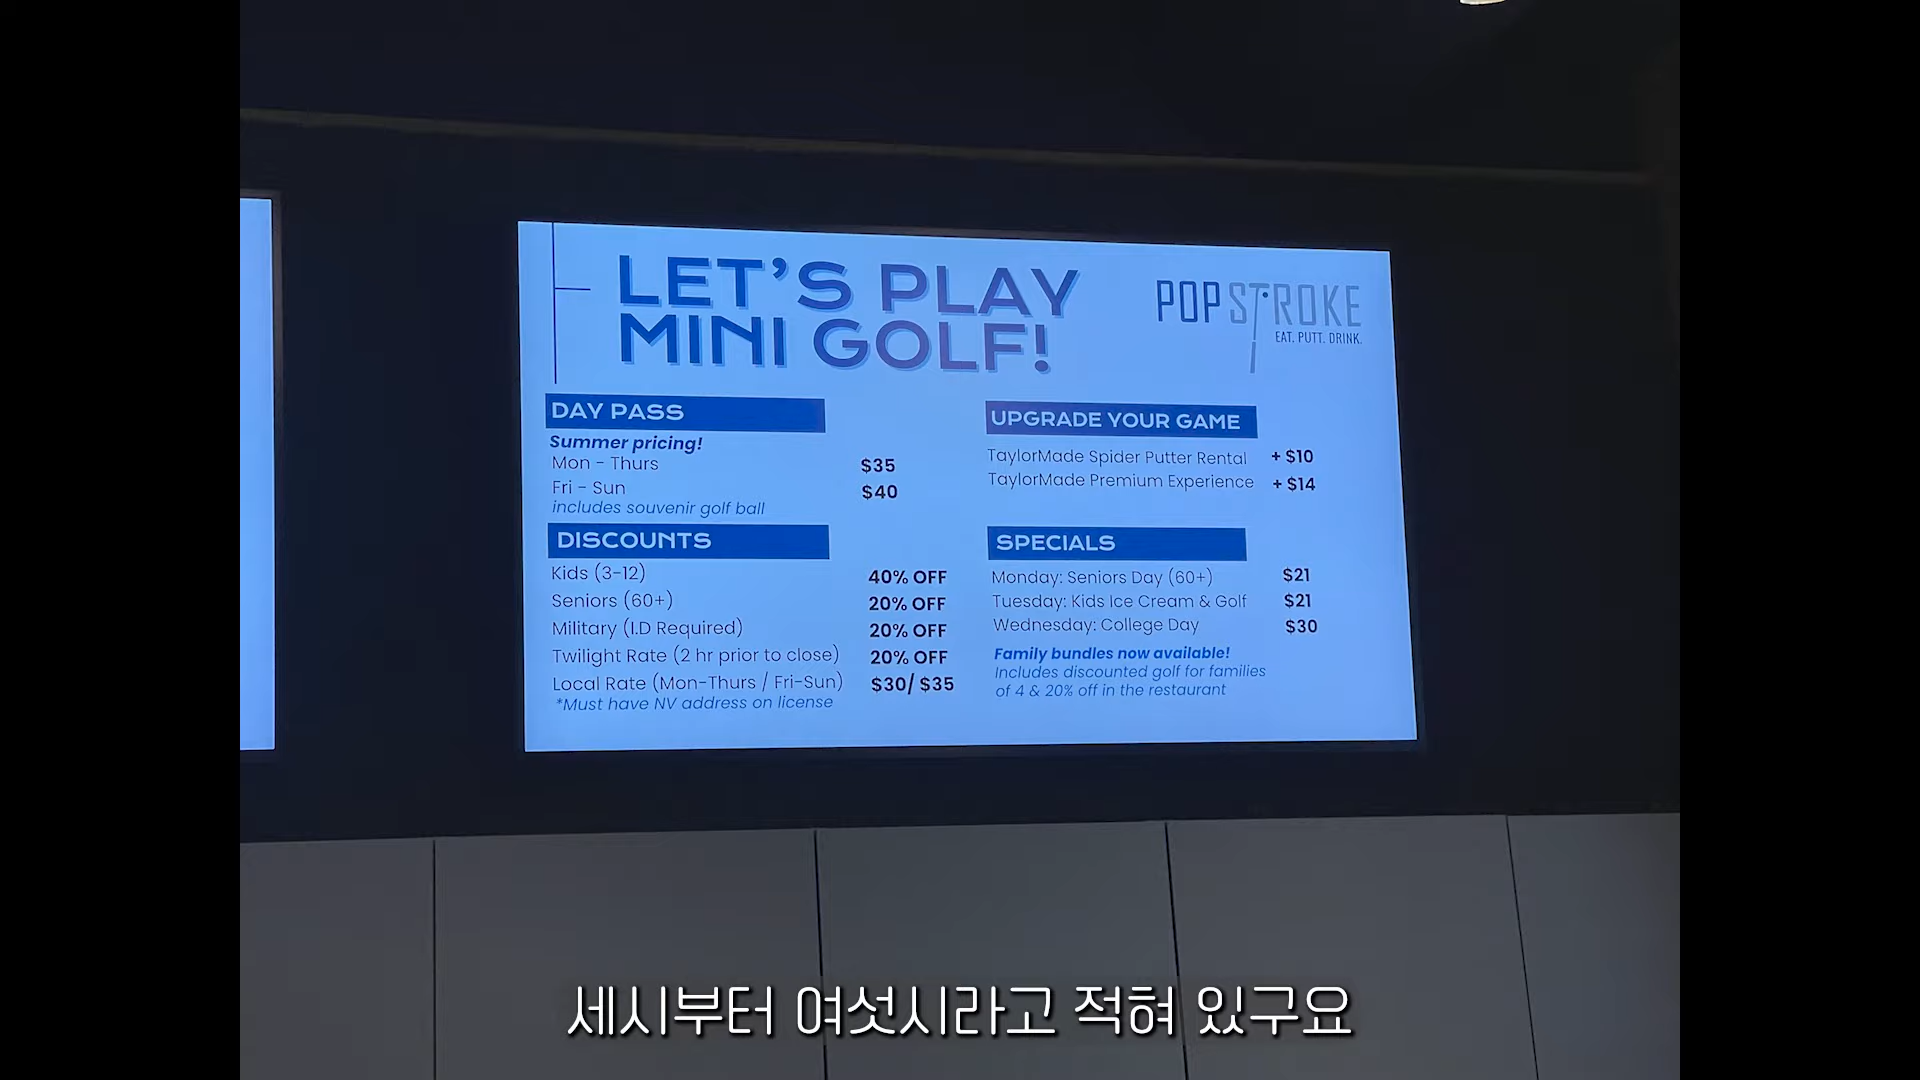 LET'S PLAY
MINI GOLF!
POPSTROKE
EAT. PUTT. DRINK.
DAY PASS
Summer pricing!
Mon - Thurs $35
Fri - Sun $40
includes souvenir golf ball
DISCOUNTS
Kids (3-12) 40% OFF
Seniors (60+) 20% OFF
Military (I.D Required) 20% OFF
Twilight Rate (2 hr prior to close) 20% OFF
Local Rate (Mon-Thurs / Fri-Sun) $30/ $35
*Must have NV address on license
UPGRADE YOUR GAME
TaylorMade Spider Putter Rental + $10
TaylorMade Premium Experience + $14
SPECIALS
Monday: Seniors Day (60+) $21
Tuesday: Kids Ice Cream & Golf $21
Wednesday: College Day $30
Family bundles now available!
Includes discounted golf for families
of 4 & 20% off in the restaurant
세시부터 여섯시라고 적혀 있구요